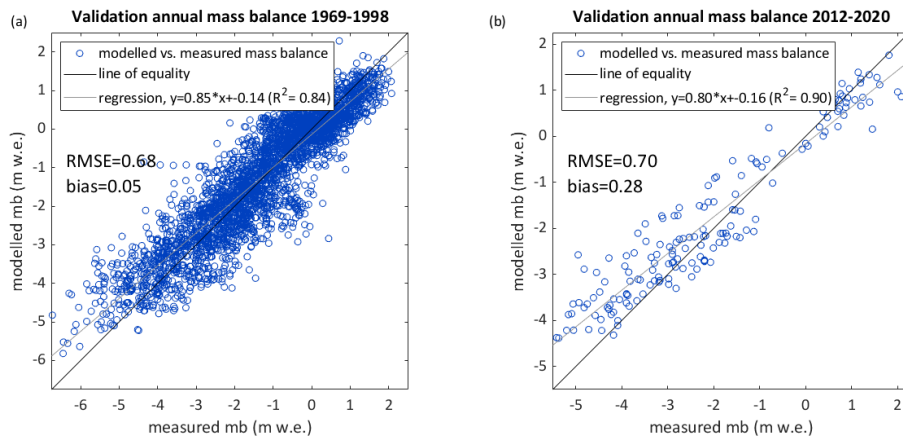 (a)
Validation annual mass balance 1969-1998
modelled vs. measured mass balance
line of equality
regression, y=0.85*x+-0.14 (R²= 0.84)
RMSE=0.68
bias=0.05
modelled mb (m w.e.)
2
1
0
-1
-2
-3
-4
-5
-6
-6 -5 -4 -3 -2 -1 0 1 2
measured mb (m w.e.)
(b)
Validation annual mass balance 2012-2020
modelled vs. measured mass balance
line of equality
regression, y=0.80*x+-0.16 (R²= 0.90)
RMSE=0.70
bias=0.28
modelled mb (m w.e.)
2
1
0
-1
-2
-3
-4
-5
-5 -4 -3 -2 -1 0 1 2
measured mb (m w.e.)